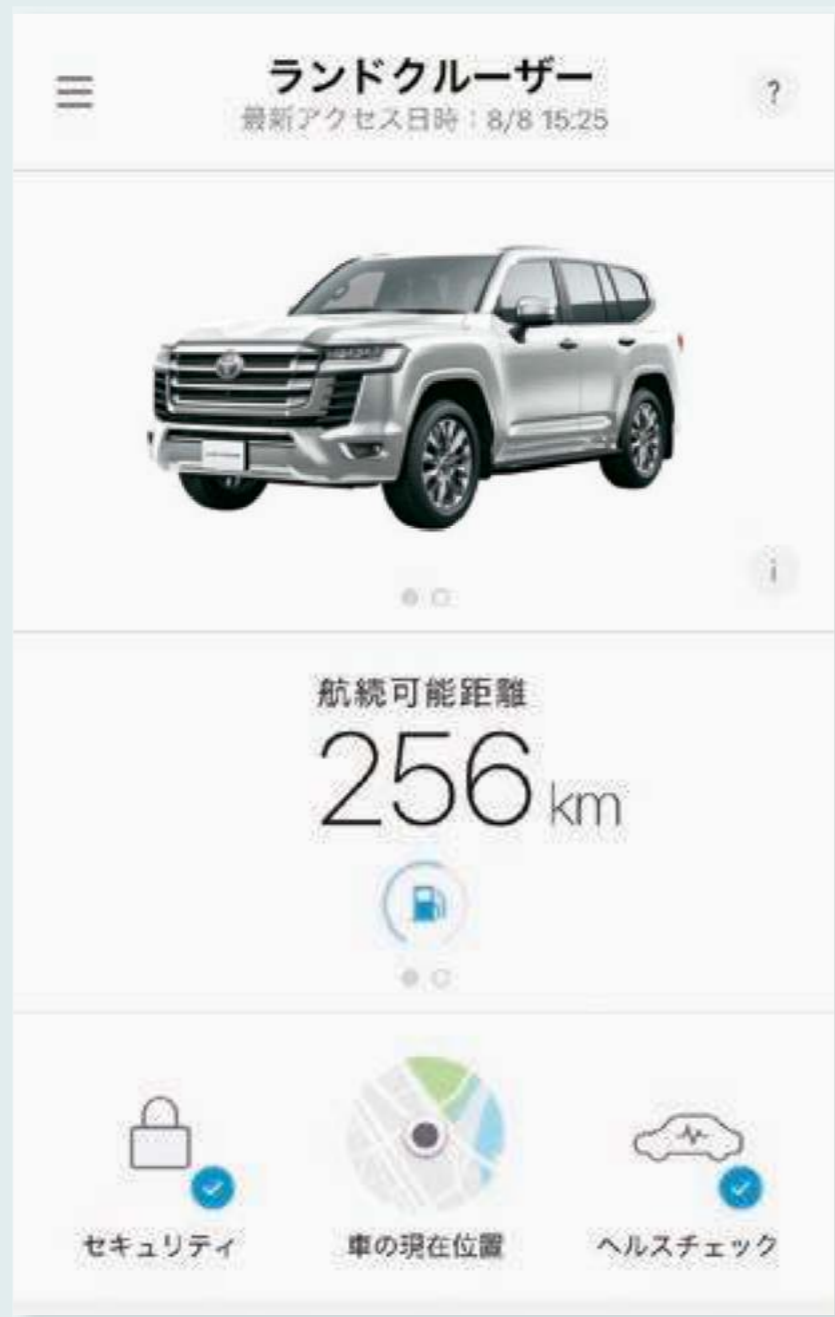 ランドクルーザー
?
最新アクセス日時：8/8 15:25
i
航続可能距離
256 km
セキュリティ
車の現在位置
ヘルスチェック